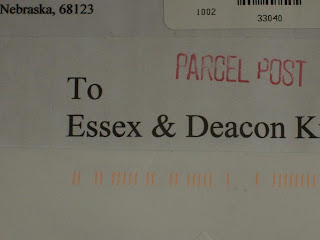 Nebraska, 68123
1002
33040
PARCEL POST
To
Essex & Deacon